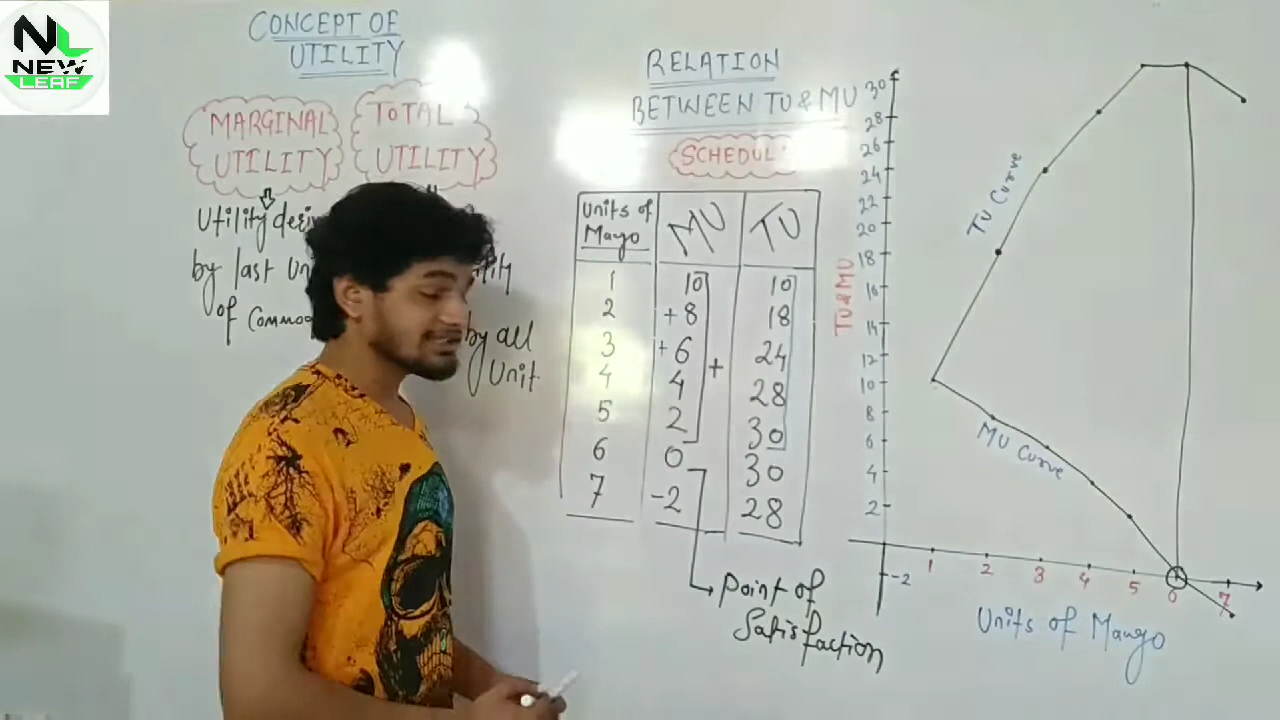 NL
NEW
LEAF
CONCEPT OF
UTILITY
MARGINAL
UTILITY
TOTAL
UTILITY
Utility
by last
of
by all
Unit
RELATION
BETWEEN TU & MU
Units of Mago MU TU
1 10 10
2 +8 18
3 +6 24
4 4 28
5 2 30
6 0 30
7 -2 28
+
Point of
Satisfaction
TU & MU
30
28
26
24
22
20
18
16
14
12
10
8
6
4
2
-2
TU Curve
MU Curve
1 2 3 4 5 6 7
Units of Mango